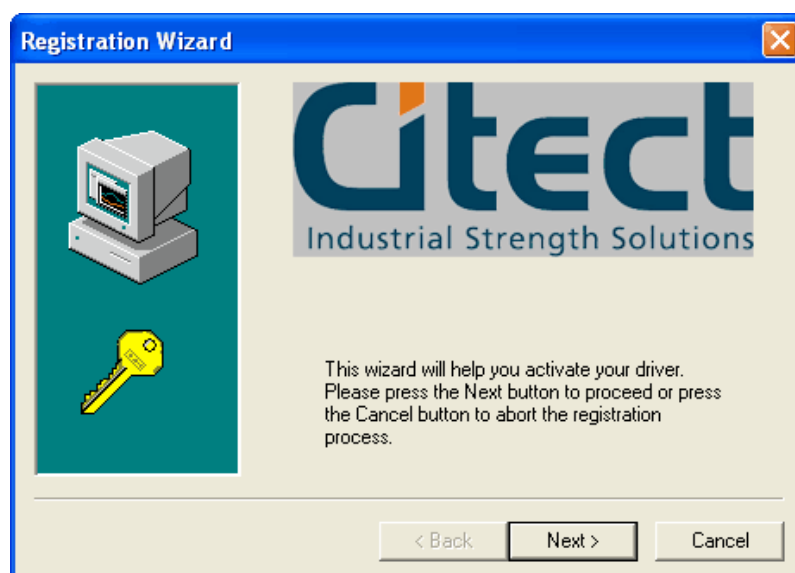 Registration Wizard
Citect
Industrial Strength Solutions
This wizard will help you activate your driver.
Please press the Next button to proceed or press
the Cancel button to abort the registration
process.
< Back
Next >
Cancel